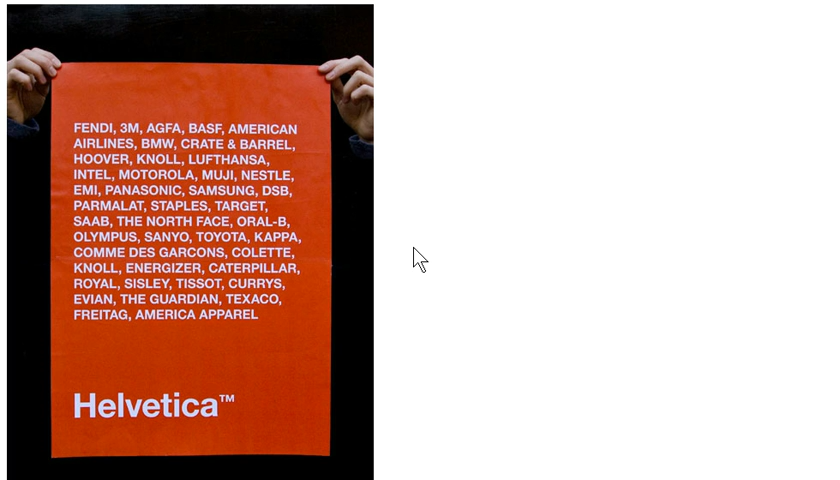 FENDI, 3M, AGFA, BASF, AMERICAN
AIRLINES, BMW, CRATE & BARREL,
HOOVER, KNOLL, LUFTHANSA,
INTEL, MOTOROLA, MUJI, NESTLE,
EMI, PANASONIC, SAMSUNG, DSB,
PARMALAT, STAPLES, TARGET,
SAAB, THE NORTH FACE, ORAL-B,
OLYMPUS, SANYO, TOYOTA, KAPPA,
COMME DES GARCONS, COLETTE,
KNOLL, ENERGIZER, CATERPILLAR,
ROYAL, SISLEY, TISSOT, CURRYS,
EVIAN, THE GUARDIAN, TEXACO,
FREITAG, AMERICA APPAREL
Helvetica™